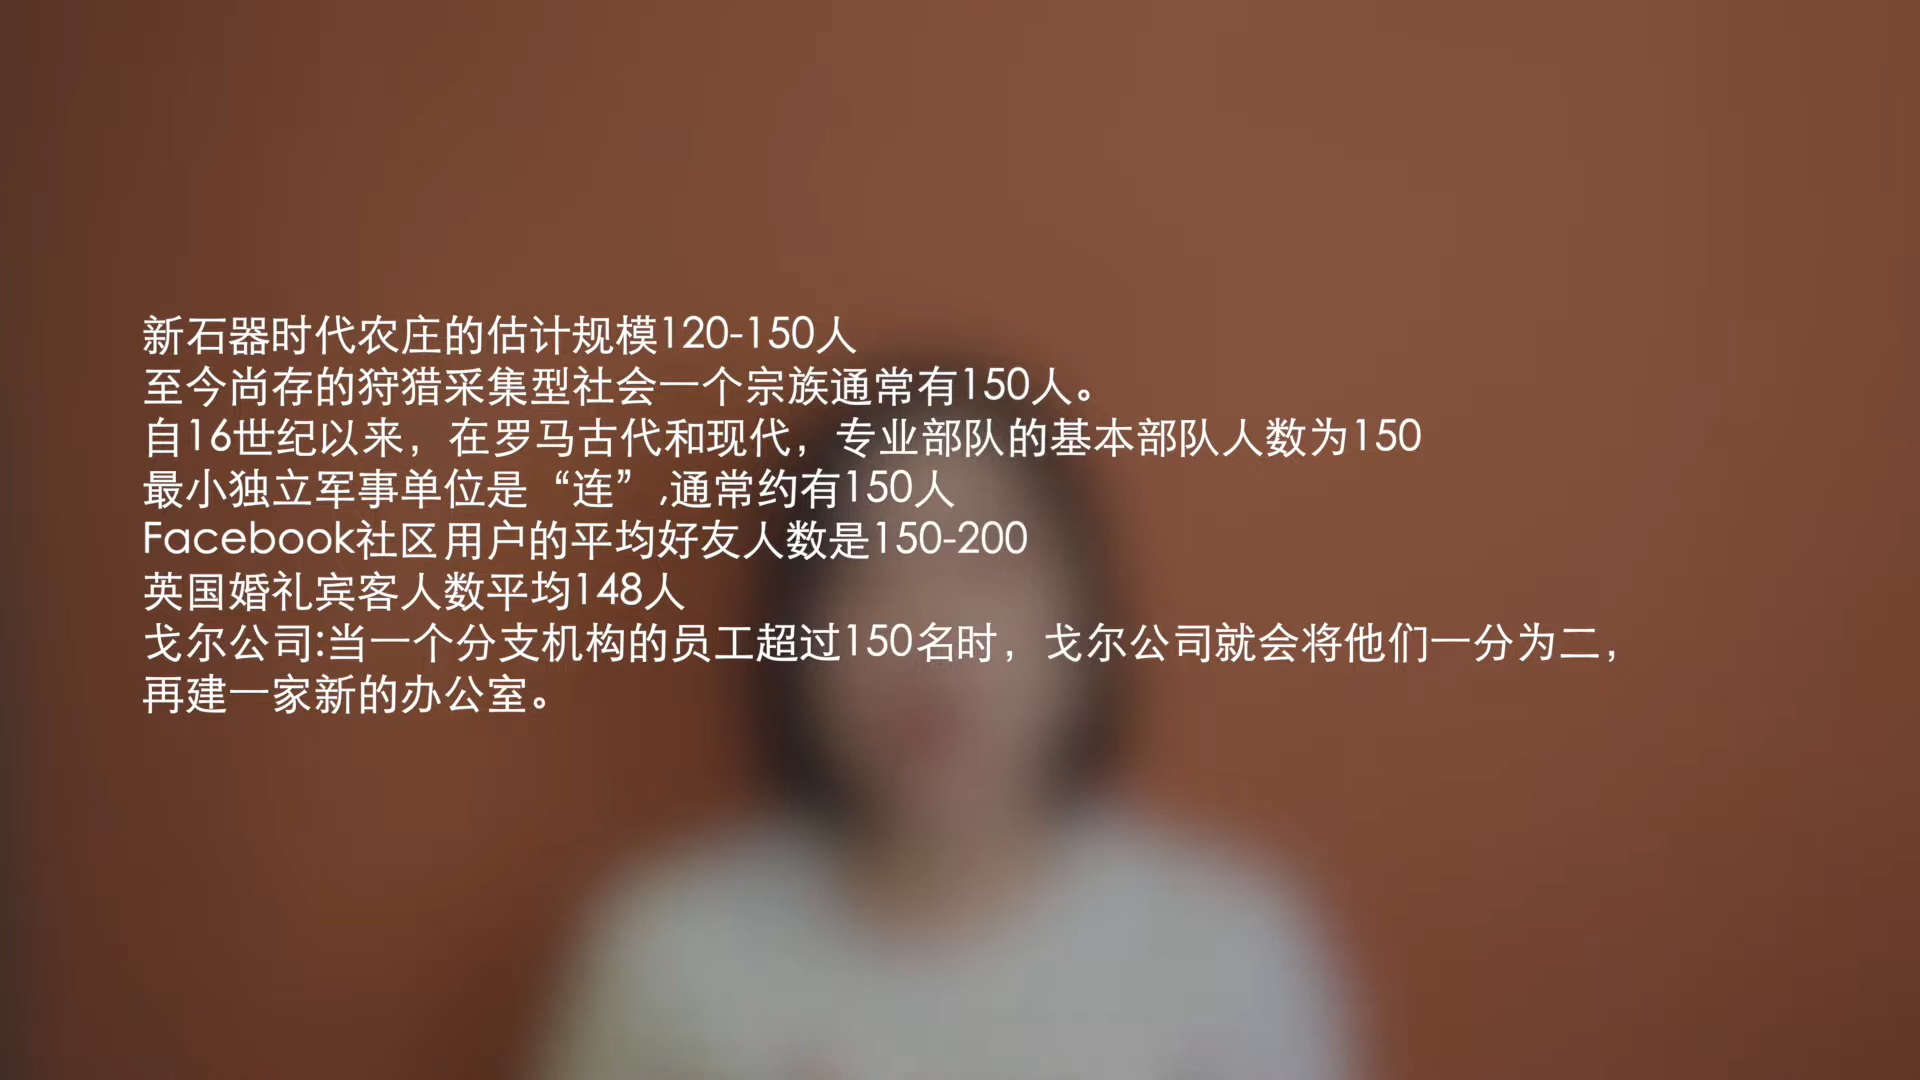 新石器时代农庄的估计规模120-150人
至今尚存的狩猎采集型社会一个宗族通常有150人。
自16世纪以来，在罗马古代和现代，专业部队的基本部队人数为150
最小独立军事单位是“连”,通常约有150人
Facebook社区用户的平均好友人数是150-200
英国婚礼宾客人数平均148人
戈尔公司:当一个分支机构的员工超过150名时，戈尔公司就会将他们一分为二，
再建一家新的办公室。